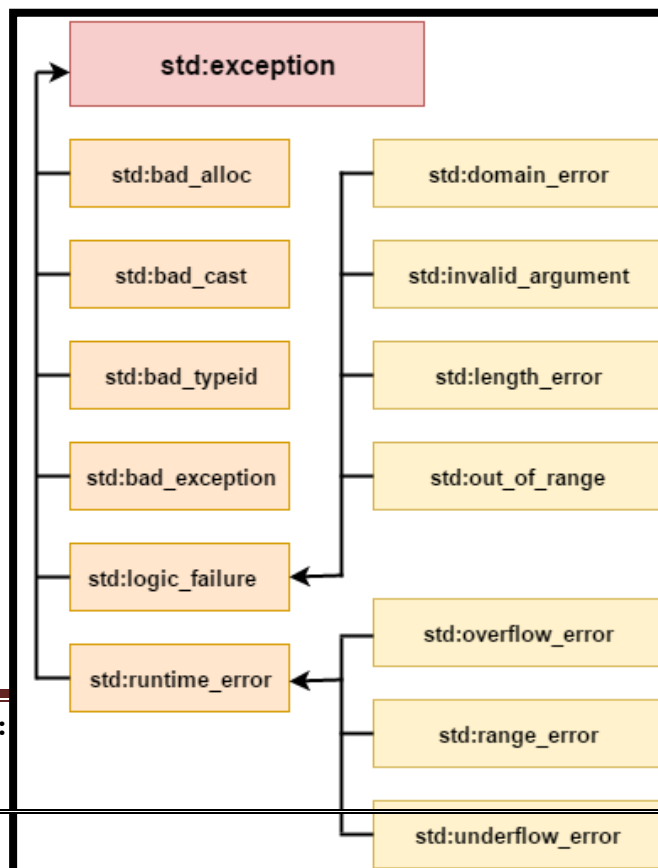 std:exception
std:bad_alloc
std:bad_cast
std:bad_typeid
std:bad_exception
std:logic_failure
std:runtime_error
:
std:domain_error
std:invalid_argument
std:length_error
std:out_of_range
std:overflow_error
std:range_error
std:underflow_error